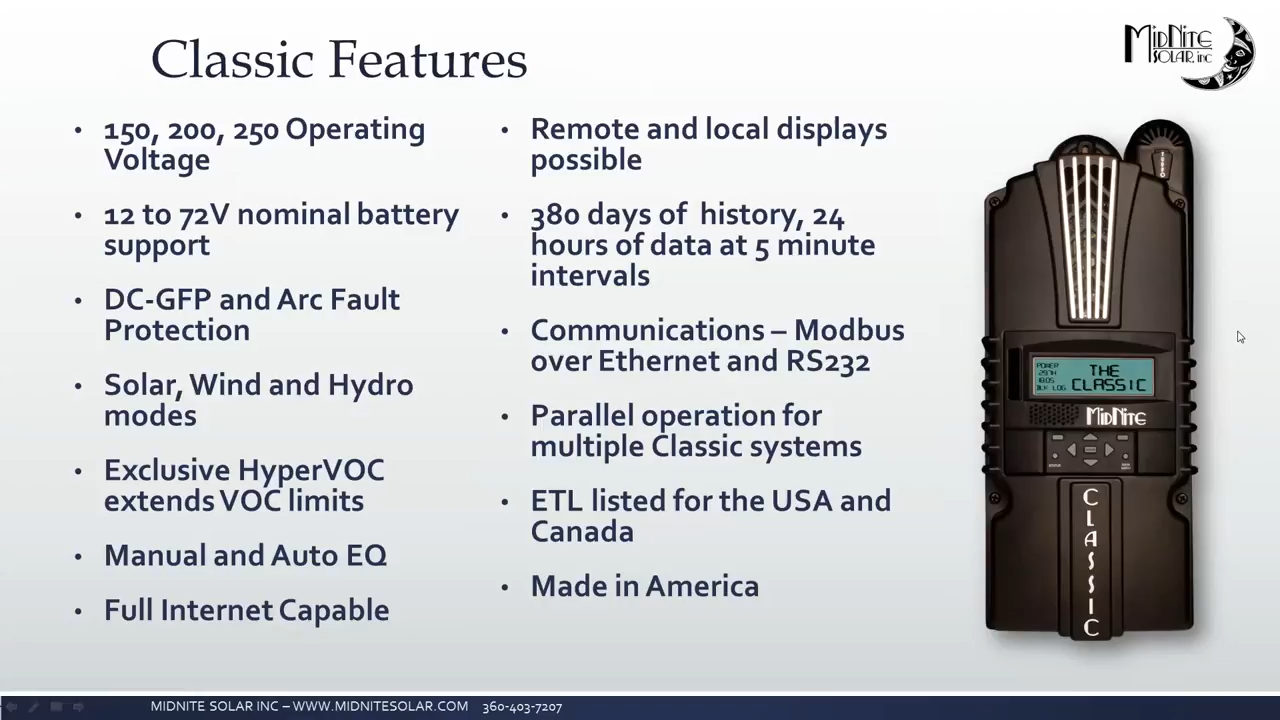 Classic Features
MIDNITE
SOLAR, INC
• 150, 200, 250 Operating
Voltage
• 12 to 72V nominal battery
support
• DC-GFP and Arc Fault
Protection
• Solar, Wind and Hydro
modes
• Exclusive HyperVOC
extends VOC limits
• Manual and Auto EQ
• Full Internet Capable
• Remote and local displays
possible
• 380 days of  history, 24
hours of data at 5 minute
intervals
• Communications – Modbus
over Ethernet and RS232
• Parallel operation for
multiple Classic systems
• ETL listed for the USA and
Canada
• Made in America
TURBO
POWER
THE
CLASSIC
MIDNITE
CLASSIC
MIDNITE SOLAR INC – WWW.MIDNITESOLAR.COM    360-403-7207